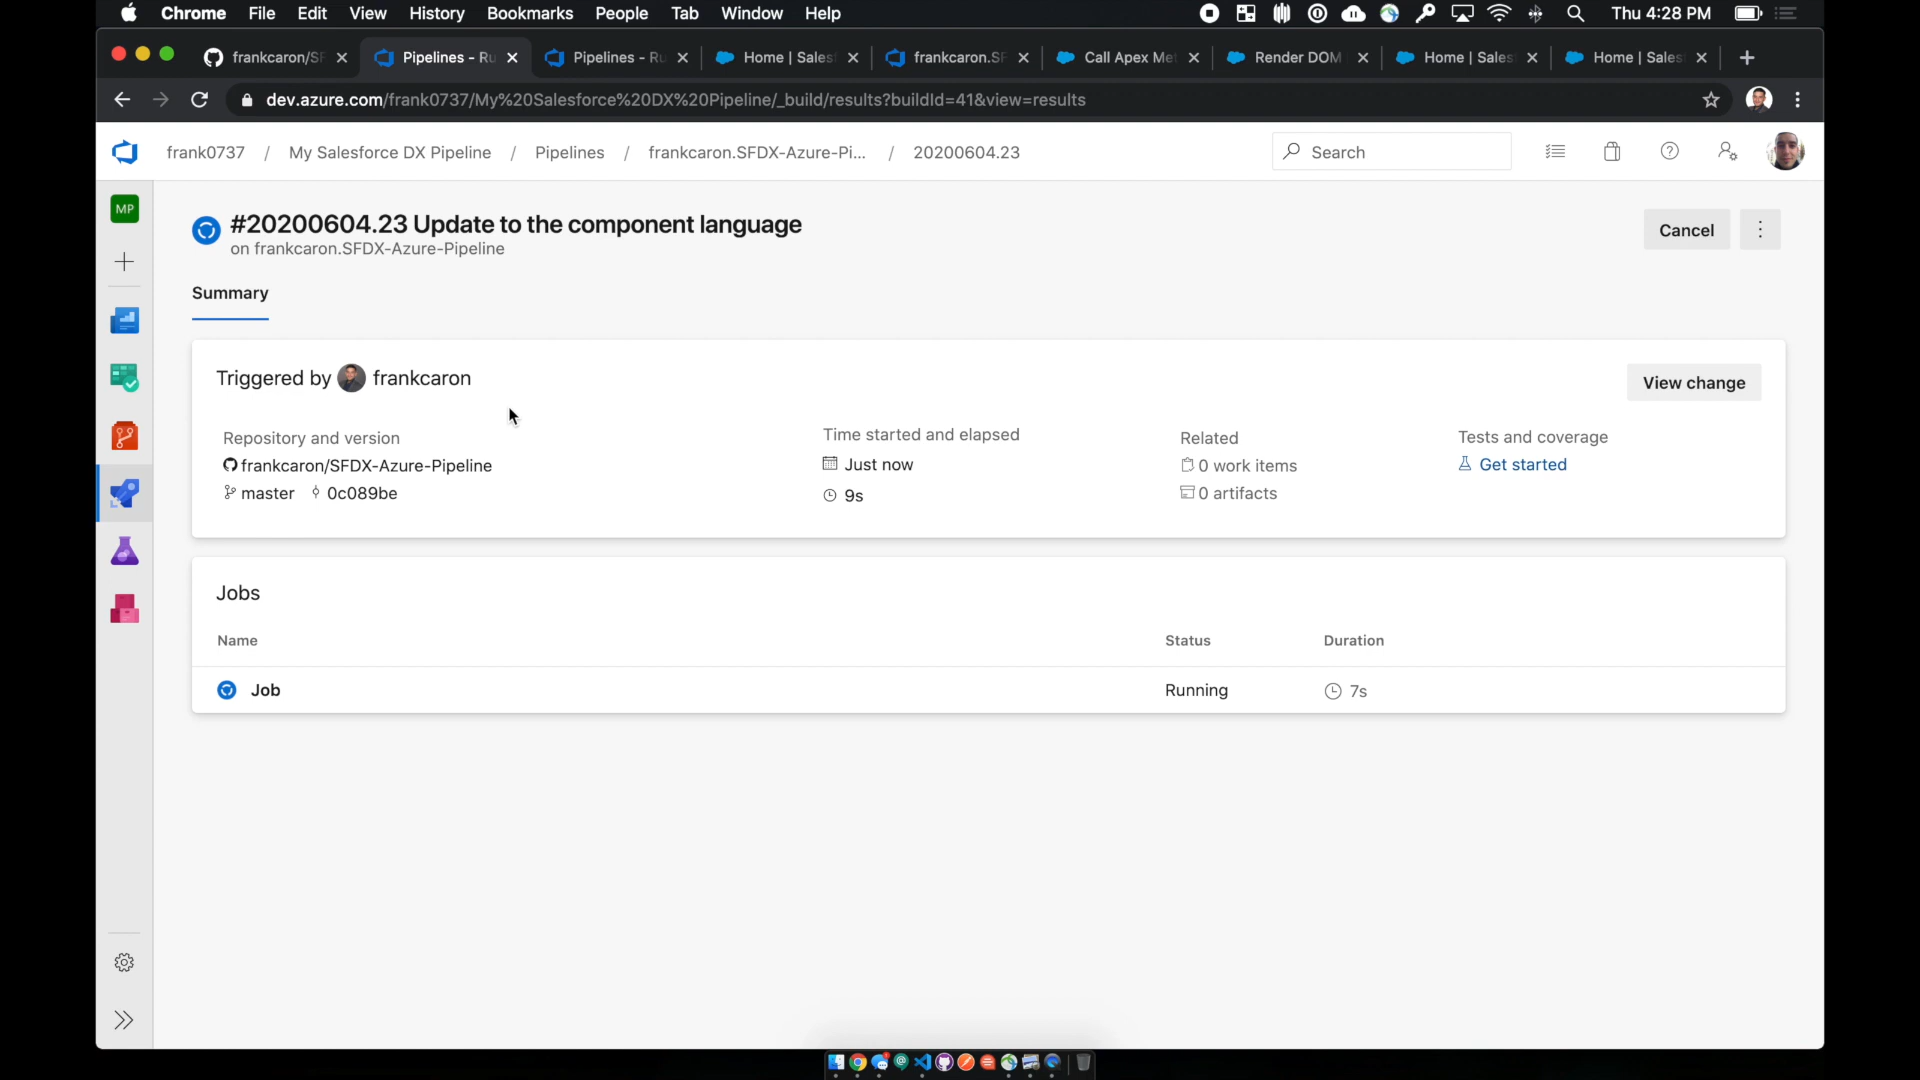 Chrome File Edit View History Bookmarks People Tab Window Help Thu 4:28 PM
frankcaron/SF Pipelines - Ru Pipelines - Ru Home | Sales frankcaron.SF Call Apex Met Render DOM Home | Sales Home | Sales
dev.azure.com/frank0737/My%20Salesforce%20DX%20Pipeline/_build/results?buildId=41&view=results
frank0737 / My Salesforce DX Pipeline / Pipelines / frankcaron.SFDX-Azure-Pi... / 20200604.23 Search
MP
#20200604.23 Update to the component language
on frankcaron.SFDX-Azure-Pipeline
Cancel
Summary
Triggered by frankcaron
View change
Repository and version
frankcaron/SFDX-Azure-Pipeline
master 0c089be
Time started and elapsed
Just now
9s
Related
0 work items
0 artifacts
Tests and coverage
Get started
Jobs
Name Status Duration
Job Running 7s